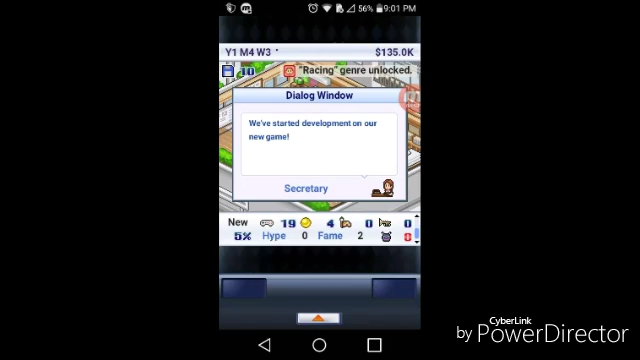 56% 9:01 PM
Y1 M4 W3 $135.0K
10 "Racing" genre unlocked.
Dialog Window
We've started development on our
new game!
Secretary
New 19 4 0 0
5% Hype 0 Fame 2 0
CyberLink
by PowerDirector